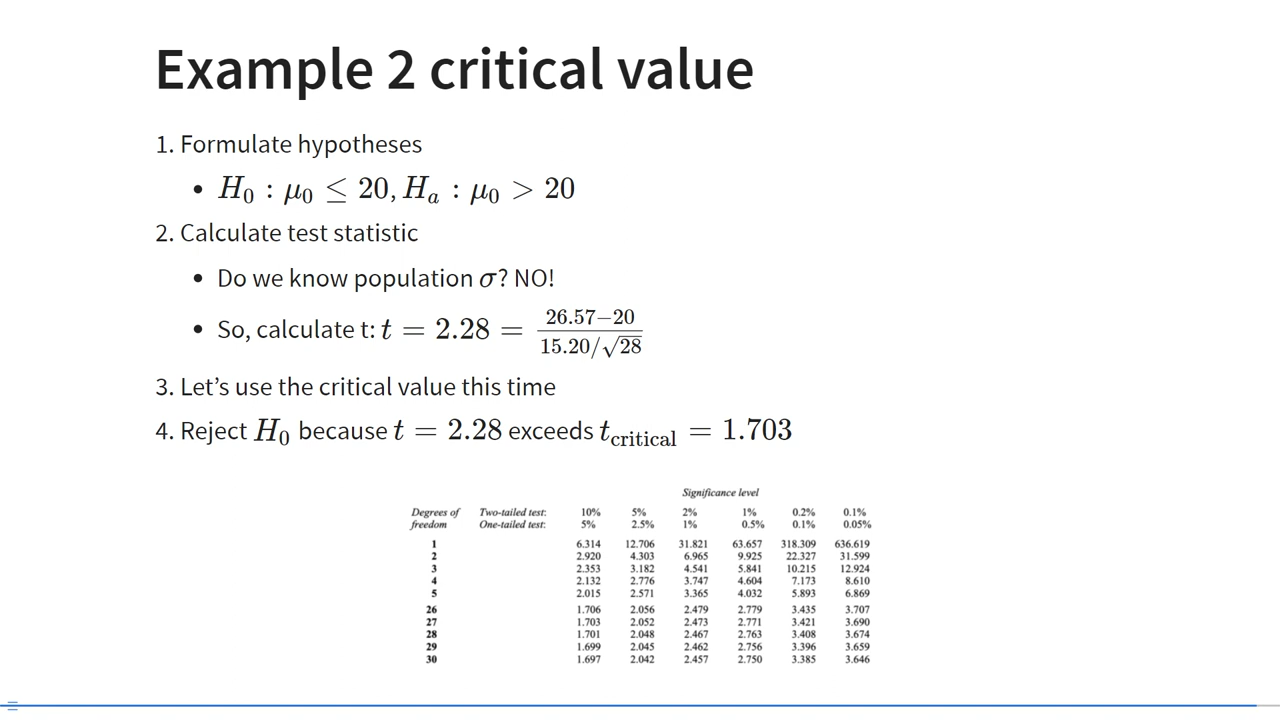 Example 2 critical value
1. Formulate hypotheses
• H₀ : μ₀ ≤ 20, Hₐ : μ₀ > 20
2. Calculate test statistic
• Do we know population σ? NO!
• So, calculate t: t = 2.28 = (26.57−20)/(15.20/√28)
3. Let’s use the critical value this time
4. Reject H₀ because t = 2.28 exceeds t_critical = 1.703
Significance level
Degrees of Two-tailed test: 10% 5% 2% 1% 0.2% 0.1%
freedom One-tailed test: 5% 2.5% 1% 0.5% 0.1% 0.05%
1 6.314 12.706 31.821 63.657 318.309 636.619
2 2.920 4.303 6.965 9.925 22.327 31.599
3 2.353 3.182 4.541 5.841 10.215 12.924
4 2.132 2.776 3.747 4.604 7.173 8.610
5 2.015 2.571 3.365 4.032 5.893 6.869
26 1.706 2.056 2.479 2.779 3.435 3.707
27 1.703 2.052 2.473 2.771 3.421 3.690
28 1.701 2.048 2.467 2.763 3.408 3.674
29 1.699 2.045 2.462 2.756 3.396 3.659
30 1.697 2.042 2.457 2.750 3.385 3.646